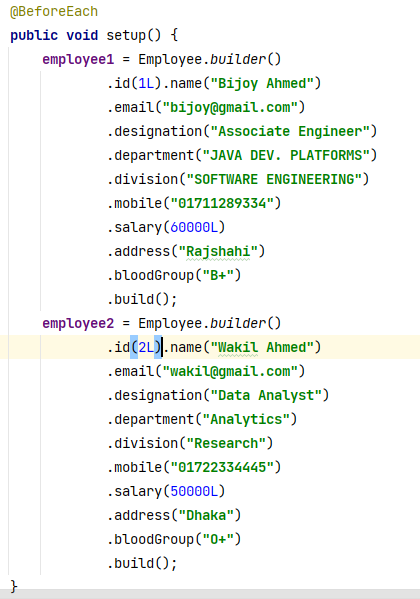 @BeforeEach
public void setup() {
employee1 = Employee.builder()
.id(1L).name("Bijoy Ahmed")
.email("bijoy@gmail.com")
.designation("Associate Engineer")
.department("JAVA DEV. PLATFORMS")
.division("SOFTWARE ENGINEERING")
.mobile("01711289334")
.salary(60000L)
.address("Rajshahi")
.bloodGroup("B+")
.build();
employee2 = Employee.builder()
.id(2L).name("Wakil Ahmed")
.email("wakil@gmail.com")
.designation("Data Analyst")
.department("Analytics")
.division("Research")
.mobile("01722334445")
.salary(50000L)
.address("Dhaka")
.bloodGroup("O+")
.build();
}